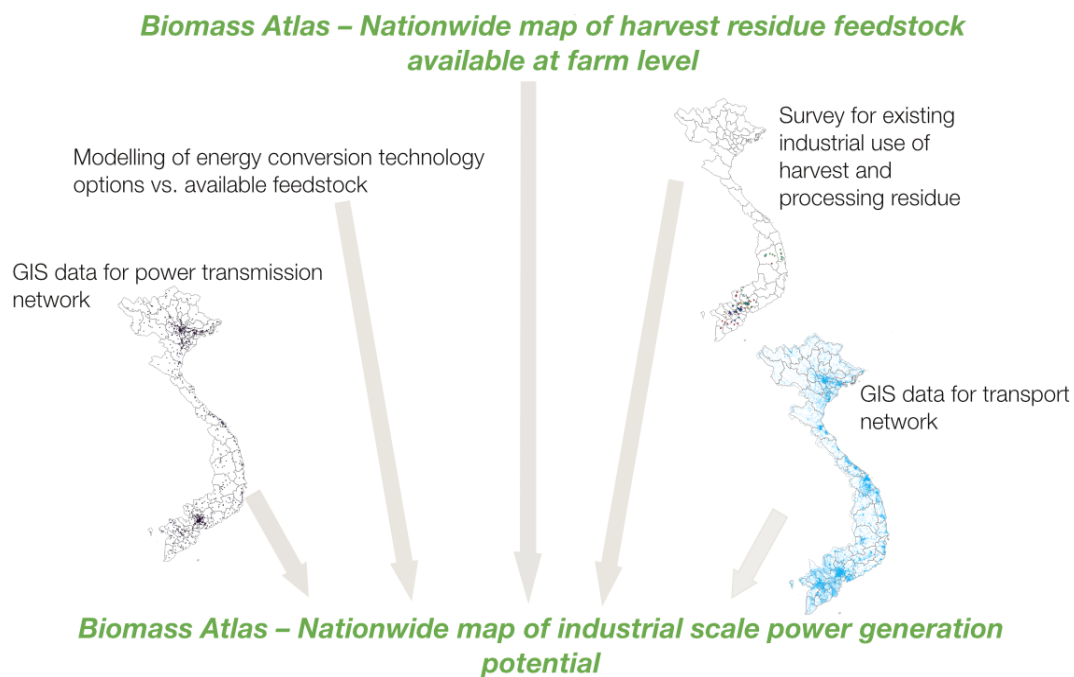 Biomass Atlas – Nationwide map of harvest residue feedstock
available at farm level
Survey for existing
industrial use of
harvest and
processing residue
Modelling of energy conversion technology
options vs. available feedstock
GIS data for power transmission
network
GIS data for transport
network
Biomass Atlas – Nationwide map of industrial scale power generation
potential